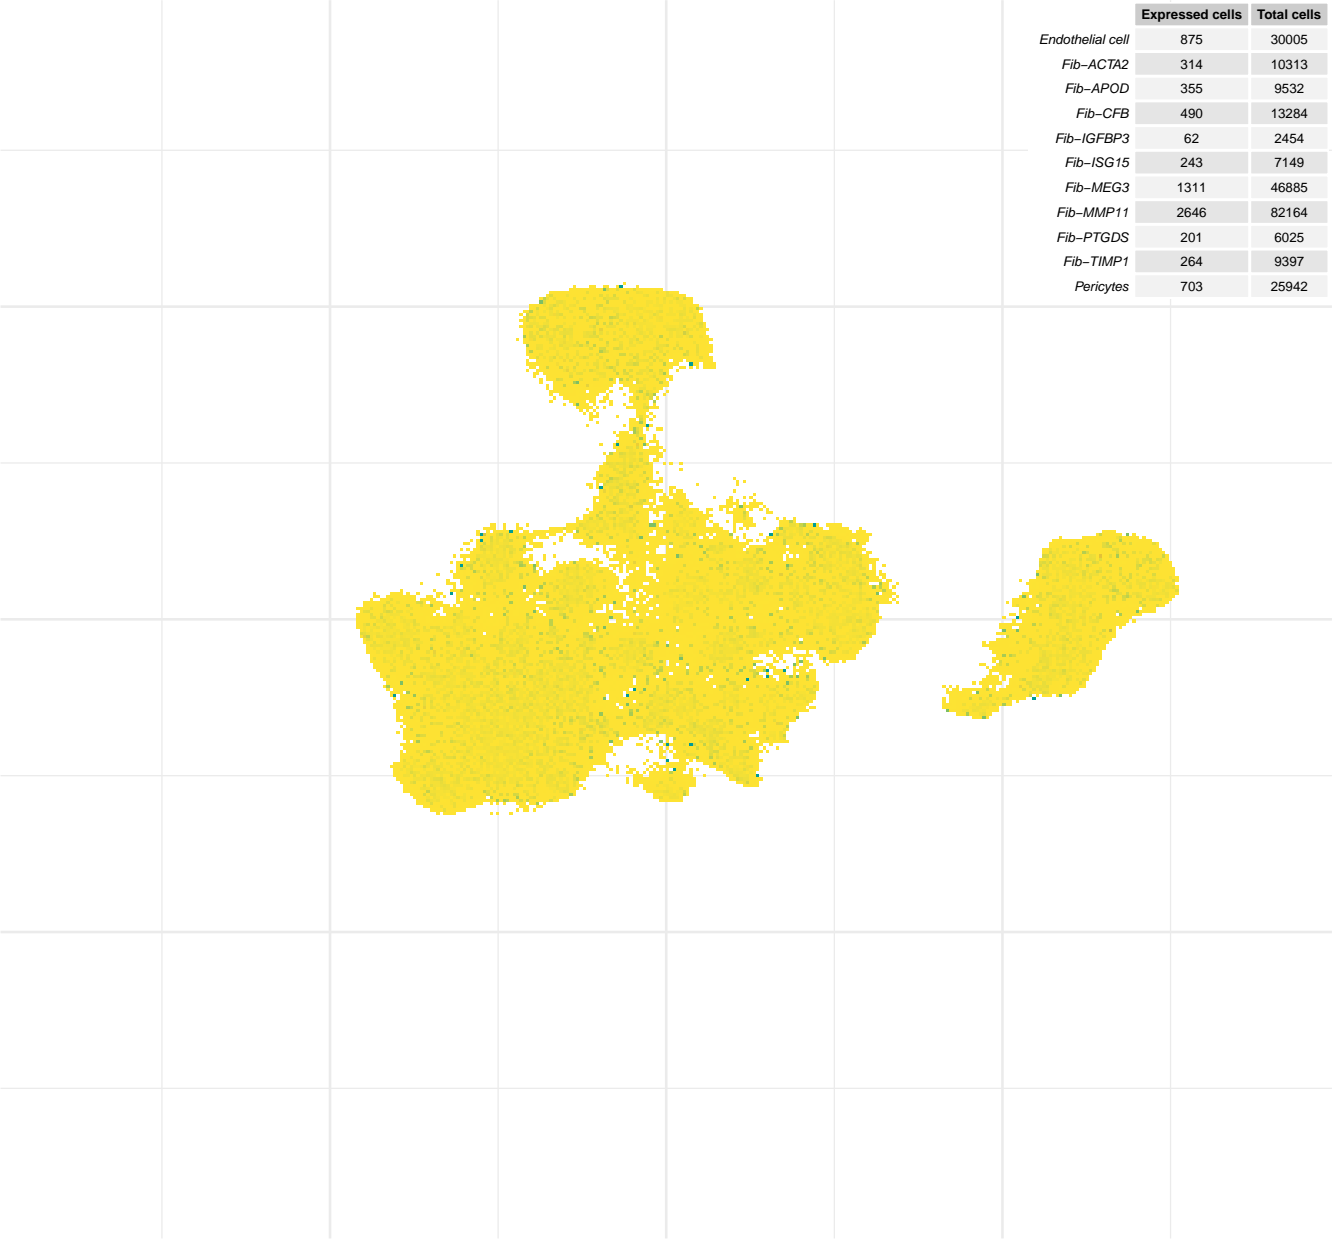 Expressed cells Total cells
Endothelial cell 875 30005
Fib−ACTA2 314 10313
Fib−APOD 355 9532
Fib−CFB 490 13284
Fib−IGFBP3 62 2454
Fib−ISG15 243 7149
Fib−MEG3 1311 46885
Fib−MMP11 2646 82164
Fib−PTGDS 201 6025
Fib−TIMP1 264 9397
Pericytes 703 25942